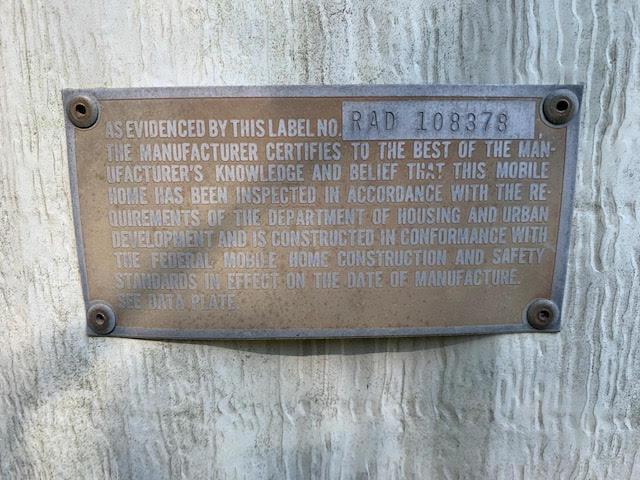 AS EVIDENCED BY THIS LABEL NO. RAD 108378,
THE MANUFACTURER CERTIFIES TO THE BEST OF THE MAN-
UFACTURER'S KNOWLEDGE AND BELIEF THAT THIS MOBILE
HOME HAS BEEN INSPECTED IN ACCORDANCE WITH THE RE-
QUIREMENTS OF THE DEPARTMENT OF HOUSING AND URBAN
DEVELOPMENT AND IS CONSTRUCTED IN CONFORMANCE WITH
THE FEDERAL MOBILE HOME CONSTRUCTION AND SAFETY
STANDARDS IN EFFECT ON THE DATE OF MANUFACTURE.
SEE DATA PLATE